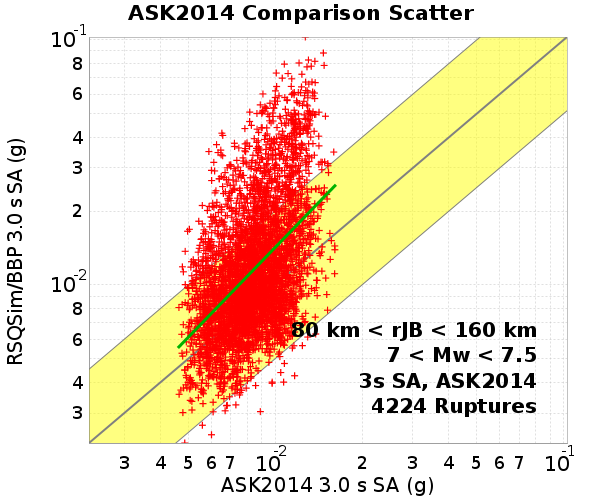 ASK2014 Comparison Scatter
RSQSim/BBP 3.0 s SA (g)
10^-1
8
6
4
3
2
10^-2
8
6
4
3
80 km < rJB < 160 km
7 < Mw < 7.5
3s SA, ASK2014
4224 Ruptures
3 4 5 6 7 10^-2 2 3 4 5 6 7 10^-1
ASK2014 3.0 s SA (g)